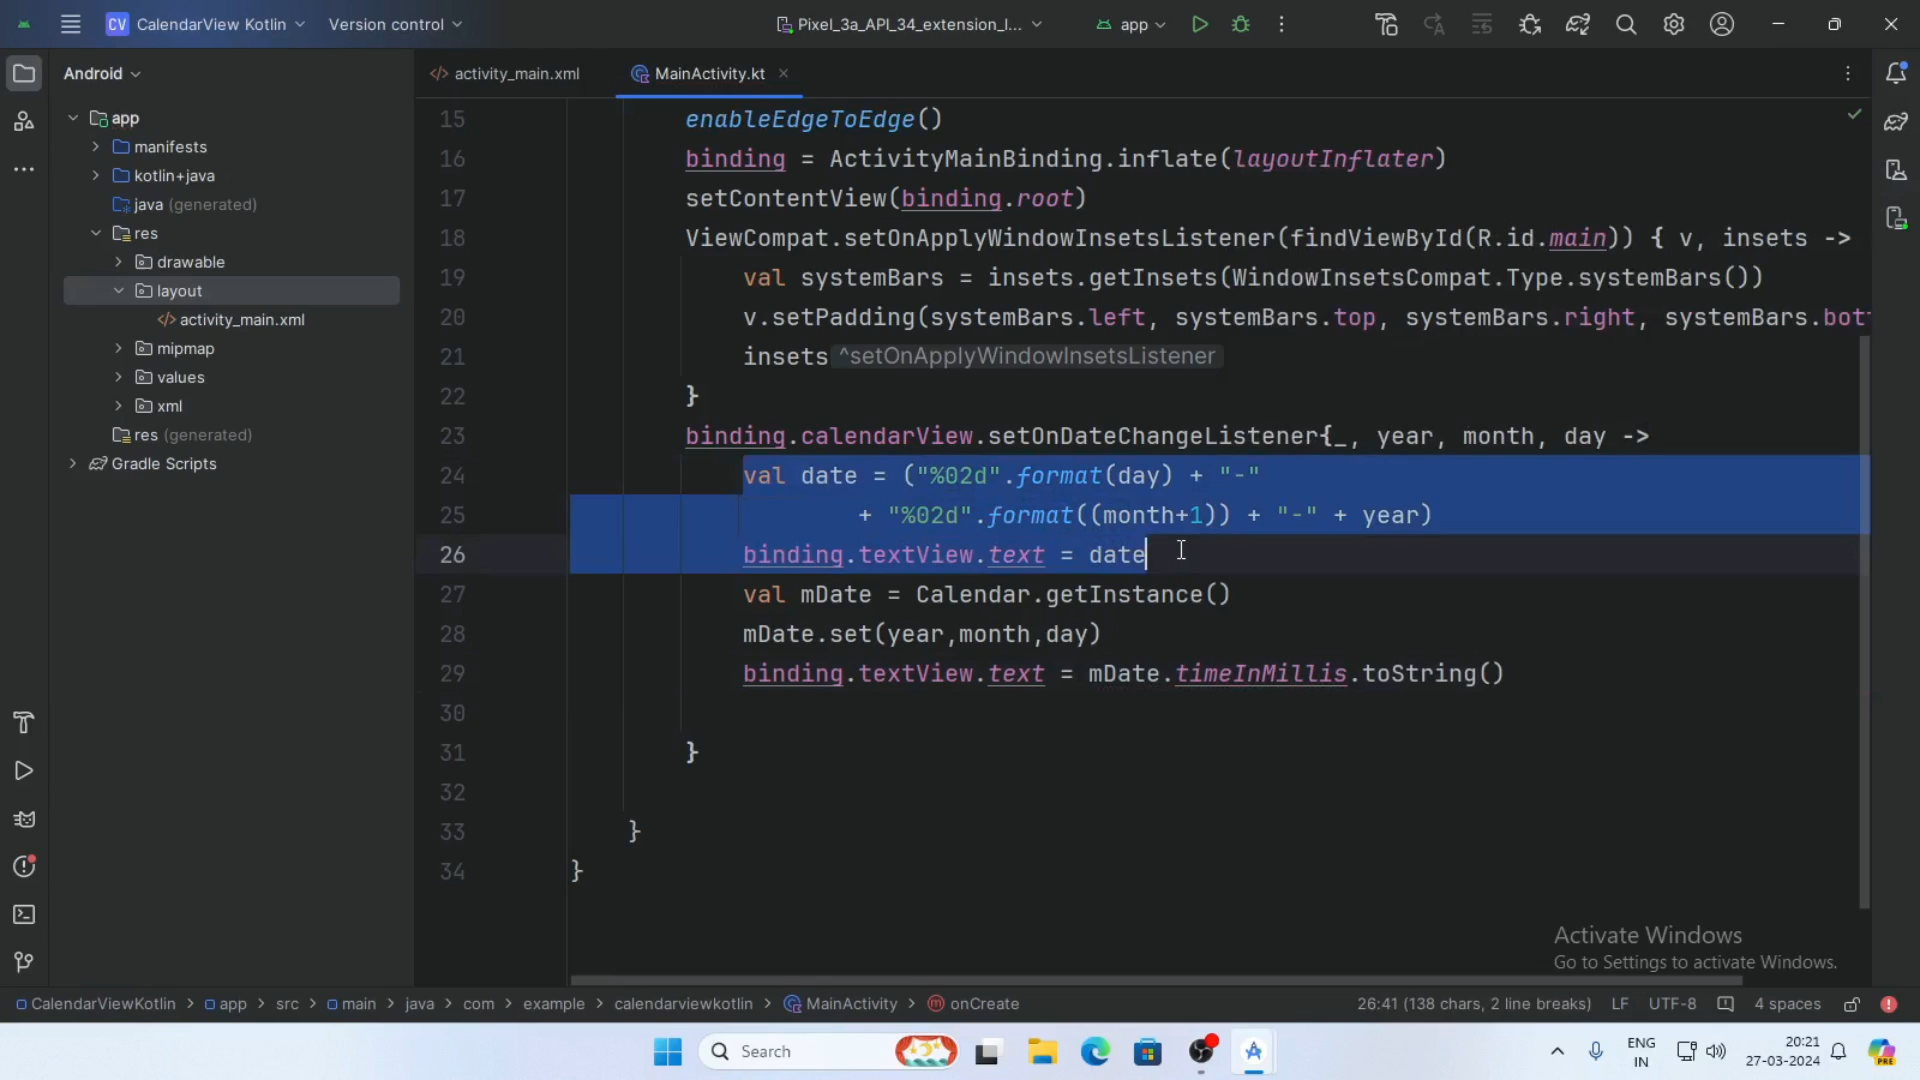 CV CalendarView Kotlin Version control Pixel_3a_API_34_extension_l... app
Android activity_main.xml MainActivity.kt
app
manifests
kotlin+java
java (generated)
res
drawable
layout
activity_main.xml
mipmap
values
xml
res (generated)
Gradle Scripts
15 enableEdgeToEdge()
16 binding = ActivityMainBinding.inflate(layoutInflater)
17 setContentView(binding.root)
18 ViewCompat.setOnApplyWindowInsetsListener(findViewById(R.id.main)) { v, insets ->
19 val systemBars = insets.getInsets(WindowInsetsCompat.Type.systemBars())
20 v.setPadding(systemBars.left, systemBars.top, systemBars.right, systemBars.bot
21 insets ^setOnApplyWindowInsetsListener
22 }
23 binding.calendarView.setOnDateChangeListener{_, year, month, day ->
24 val date = ("%02d".format(day) + "-"
25 + "%02d".format((month+1)) + "-" + year)
26 binding.textView.text = date
27 val mDate = Calendar.getInstance()
28 mDate.set(year,month,day)
29 binding.textView.text = mDate.timeInMillis.toString()
30
31 }
32
33 }
34 }
Activate Windows
Go to Settings to activate Windows.
CalendarViewKotlin > app > src > main > java > com > example > calendarviewkotlin > MainActivity > onCreate 26:41 (138 chars, 2 line breaks) LF UTF-8 4 spaces
Search ENG IN 20:21 27-03-2024 PRE